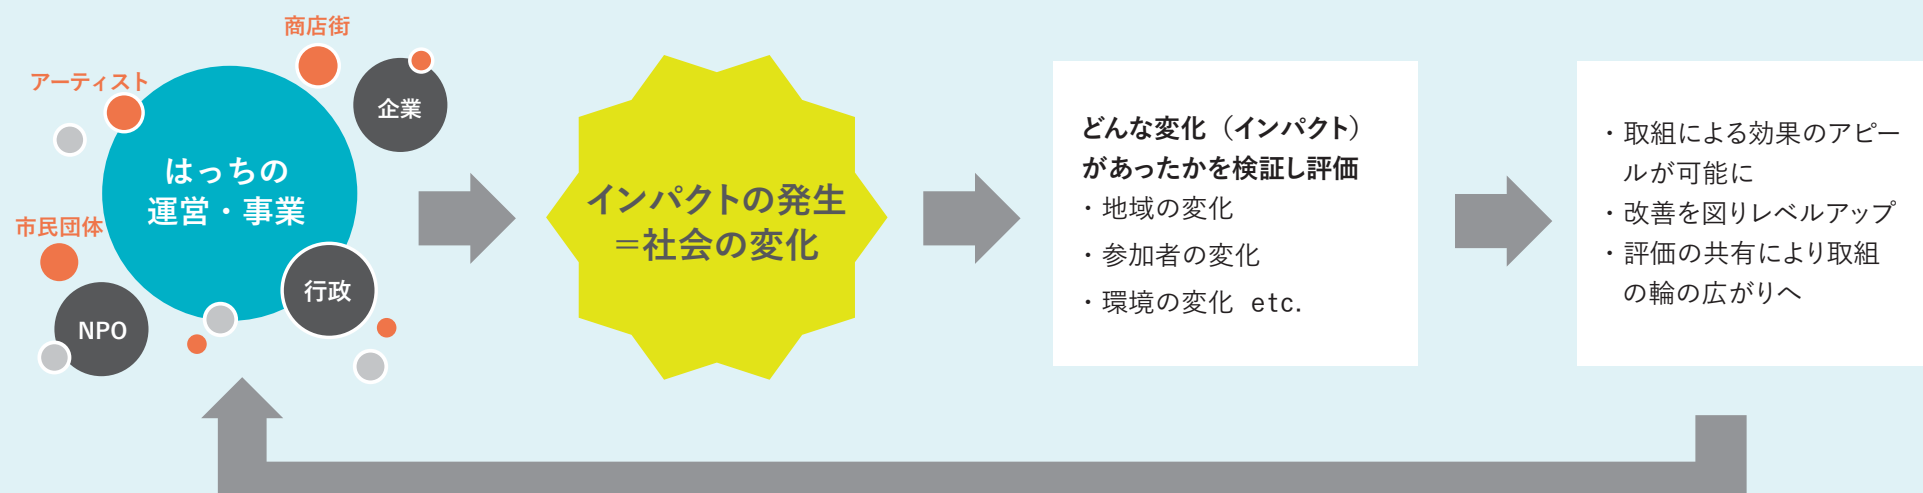 商店街
アーティスト
企業
はっちの
運営・事業
市民団体
行政
NPO
インパクトの発生
＝社会の変化
どんな変化（インパクト）
があったかを検証し評価
・地域の変化
・参加者の変化
・環境の変化 etc.
・取組による効果のアピー
ルが可能に
・改善を図りレベルアップ
・評価の共有により取組
の輪の広がりへ